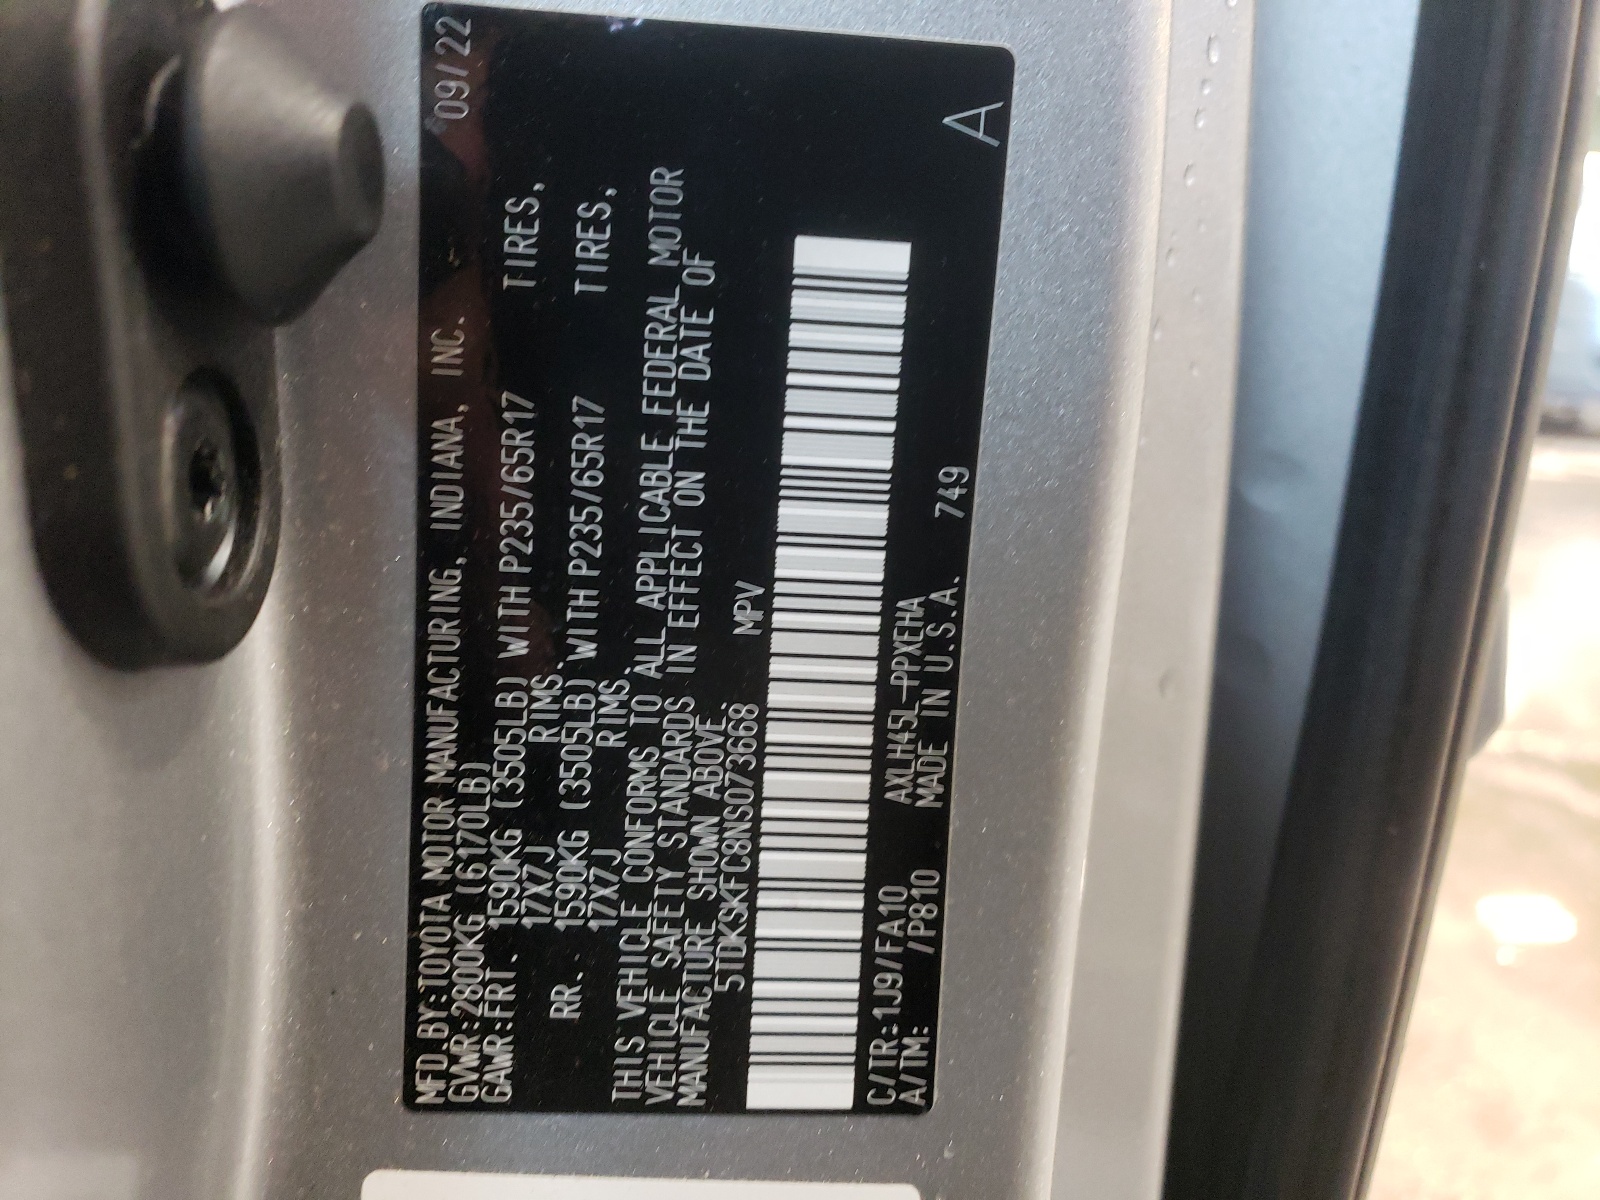 MFD.BY:TOYOTA MOTOR MANUFACTURING, INDIANA, INC. 09/22
GVWR:2800KG(6170LB)
GAWR:FRT. 1590KG(3505LB) WITH P235/65R17 TIRES,
17X7J RIMS.
RR. 1590KG(3505LB) WITH P235/65R17 TIRES,
17X7J RIMS.
THIS VEHICLE CONFORMS TO ALL APPLICABLE FEDERAL MOTOR
VEHICLE SAFETY STANDARDS IN EFFECT ON THE DATE OF
MANUFACTURE SHOWN ABOVE.
5TDKSKFC8NS073668 MPV
C/TR:1J9/FA10 AXLH45L-PPXEHA
A/TM: /P810 MADE IN U.S.A. 749
A